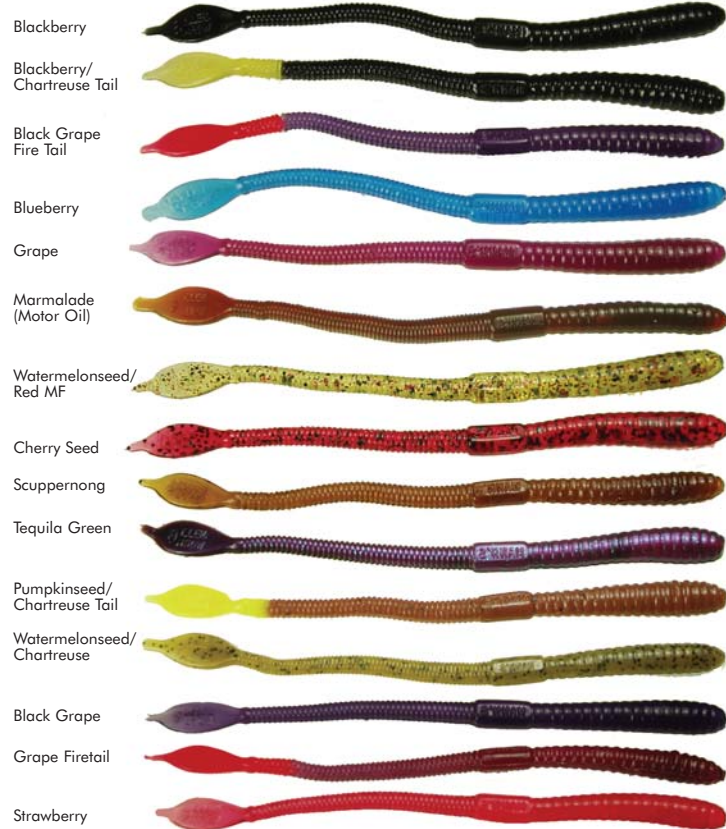 Blackberry
Blackberry/
Chartreuse Tail
Black Grape
Fire Tail
Blueberry
Grape
Marmalade
(Motor Oil)
Watermelonseed/
Red MF
Cherry Seed
Scuppernong
Tequila Green
Pumpkinseed/
Chartreuse Tail
Watermelonseed/
Chartreuse
Black Grape
Grape Firetail
Strawberry